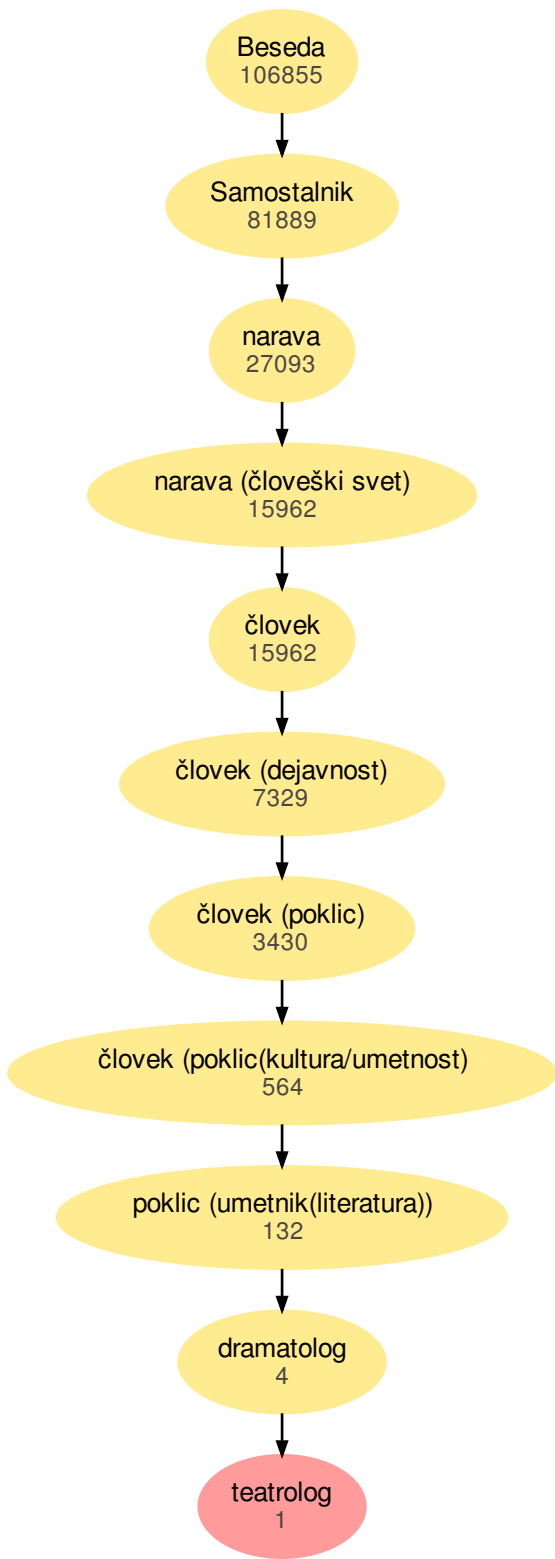 Beseda
106855
Samostalnik
81889
narava
27093
narava (človeški svet)
15962
človek
15962
človek (dejavnost)
7329
človek (poklic)
3430
človek (poklic(kultura/umetnost)
564
poklic (umetnik(literatura))
132
dramatolog
4
teatrolog
1